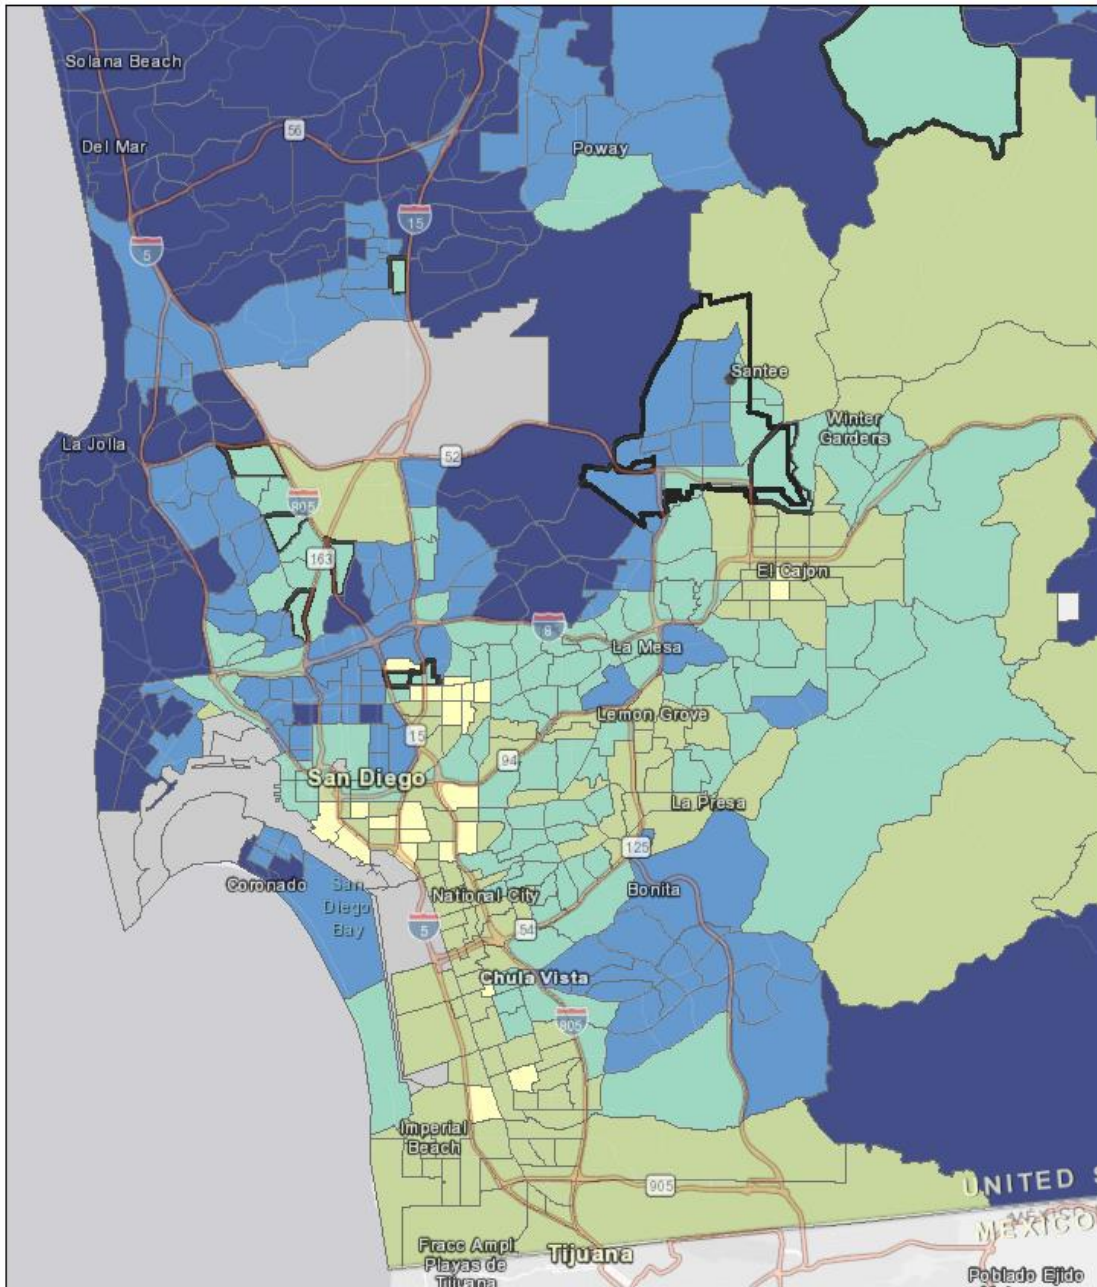 Solana Beach
56
Del Mar
Poway
15
5
Santee
La Jolla
Winter
Gardens
52
805
163
El Cajon
8
La Mesa
Lemon Grove
15
94
San Diego
La Presa
125
Coronado
San
Diego
Bay
National City
Bonita
5
54
Chula Vista
805
Imperial
Beach
905
UNITED S
MÉXICO
MEXICO
Fracc Ampl
Playas de
Tijuana
Tijuana
Poblado Ejido